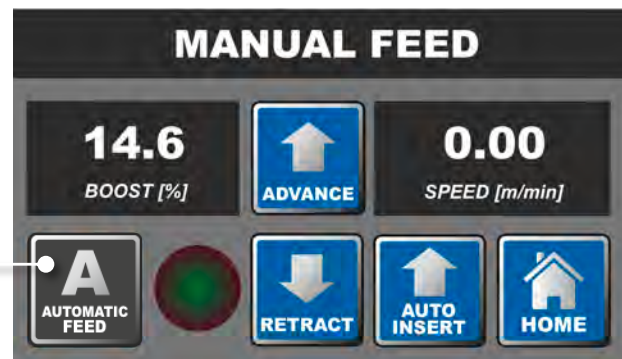 MANUAL FEED
14.6
BOOST [%]
ADVANCE
0.00
SPEED [m/min]
A
AUTOMATIC
FEED
RETRACT
AUTO
INSERT
HOME